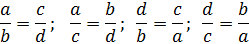 a/b = c/d ; a/c = b/d ; d/b = c/a ; d/c = b/a